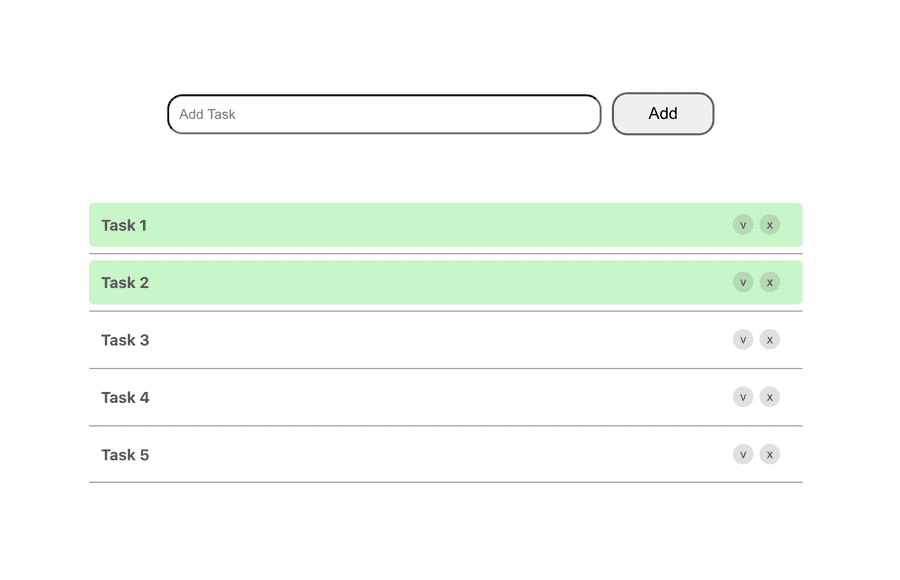 Add Task Add
Task 1 v x
Task 2 v x
Task 3 v x
Task 4 v x
Task 5 v x